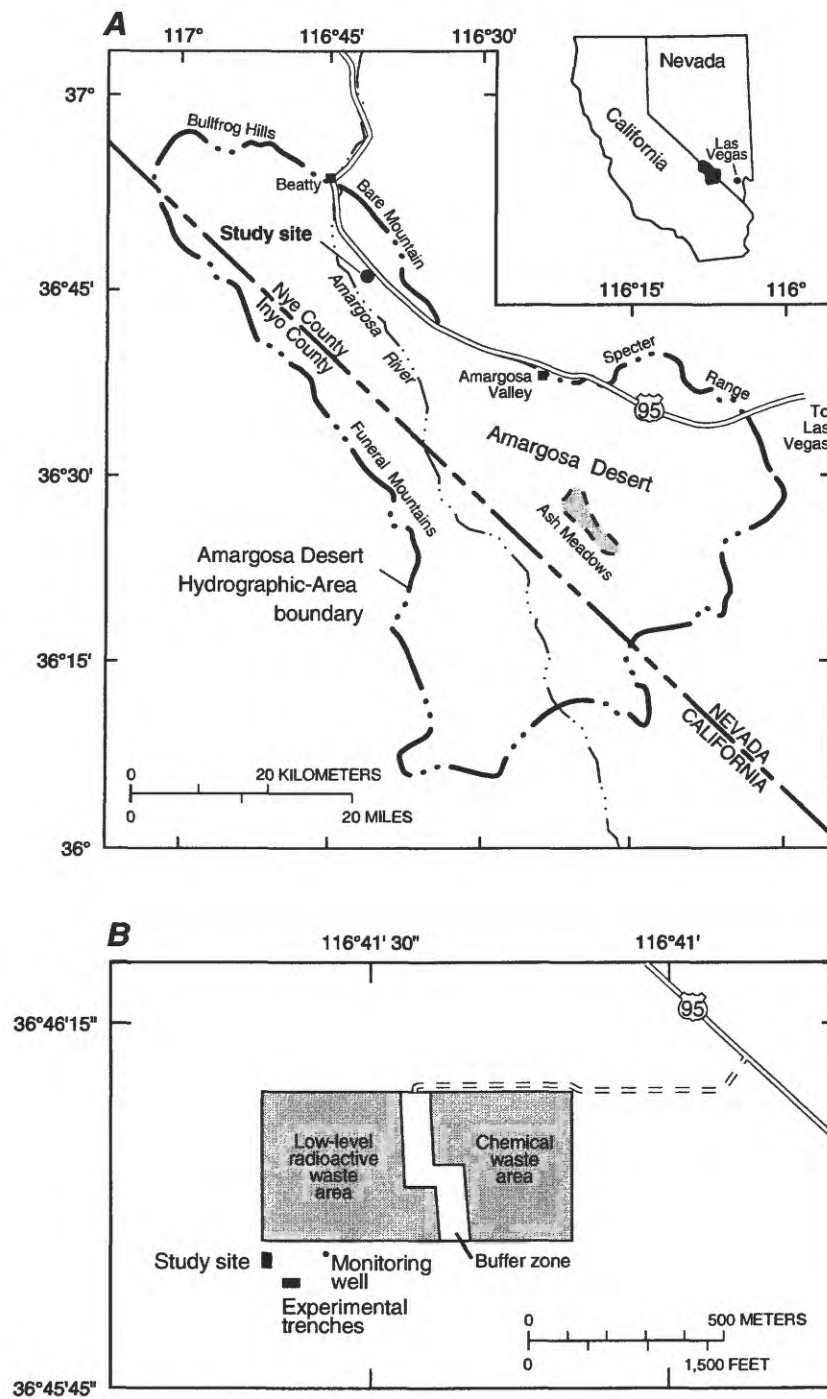 A
117°
116°45'
116°30'
37°
Bullfrog Hills
Beatty
Bare Mountain
Study site
36°45'
Nye County
Inyo County
Amargosa
River
Nevada
California
Las
Vegas
116°15'
116°
Specter
Range
Amargosa
Valley
95
To
Las
Vegas
Amargosa Desert
36°30'
Funeral Mountains
Ash Meadows
Amargosa Desert
Hydrographic-Area
boundary
36°15'
NEVADA
CALIFORNIA
0 20 KILOMETERS
0 20 MILES
36°
B
116°41' 30"
116°41'
36°46'15"
95
Low-level
radioactive
waste
area
Chemical
waste
area
Study site
Monitoring
well
Buffer zone
Experimental
trenches
0 500 METERS
0 1,500 FEET
36°45'45"